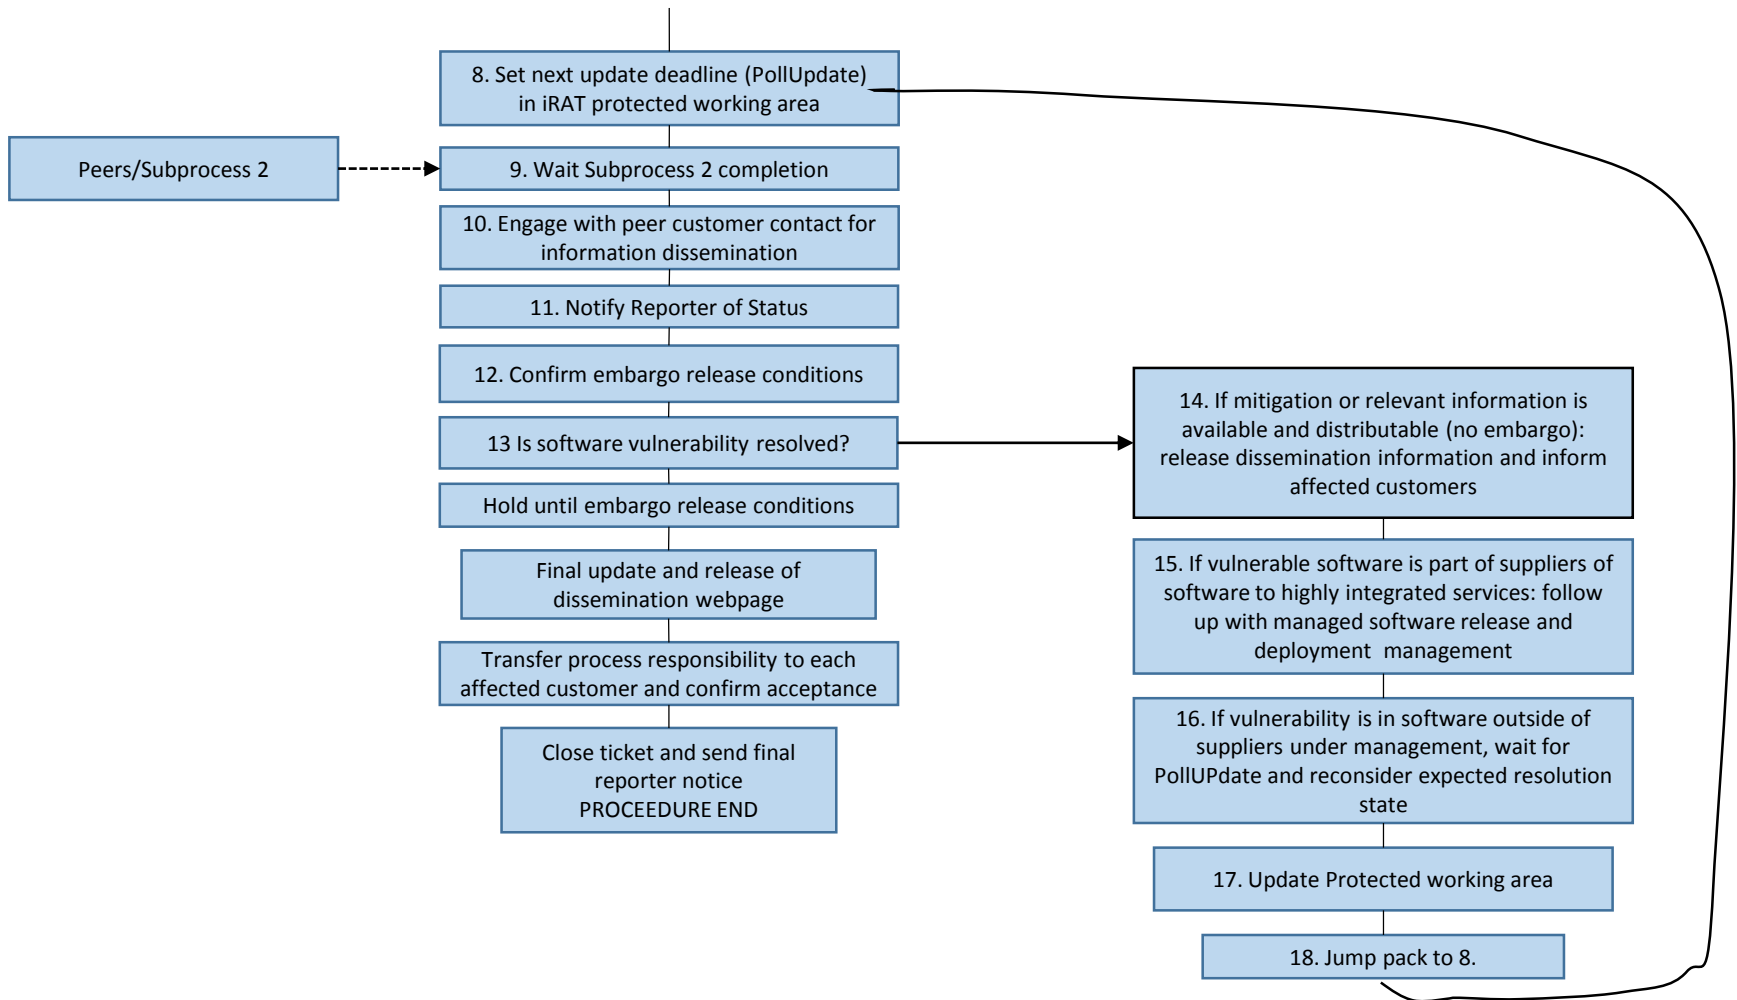 8. Set next update deadline (PollUpdate)
in iRAT protected working area
Peers/Subprocess 2
9. Wait Subprocess 2 completion
10. Engage with peer customer contact for
information dissemination
11. Notify Reporter of Status
12. Confirm embargo release conditions
13 Is software vulnerability resolved?
Hold until embargo release conditions
Final update and release of
dissemination webpage
Transfer process responsibility to each
affected customer and confirm acceptance
Close ticket and send final
reporter notice
PROCEEDURE END
14. If mitigation or relevant information is
available and distributable (no embargo):
release dissemination information and inform
affected customers
15. If vulnerable software is part of suppliers of
software to highly integrated services: follow
up with managed software release and
deployment  management
16. If vulnerability is in software outside of
suppliers under management, wait for
PollUPdate and reconsider expected resolution
state
17. Update Protected working area
18. Jump pack to 8.